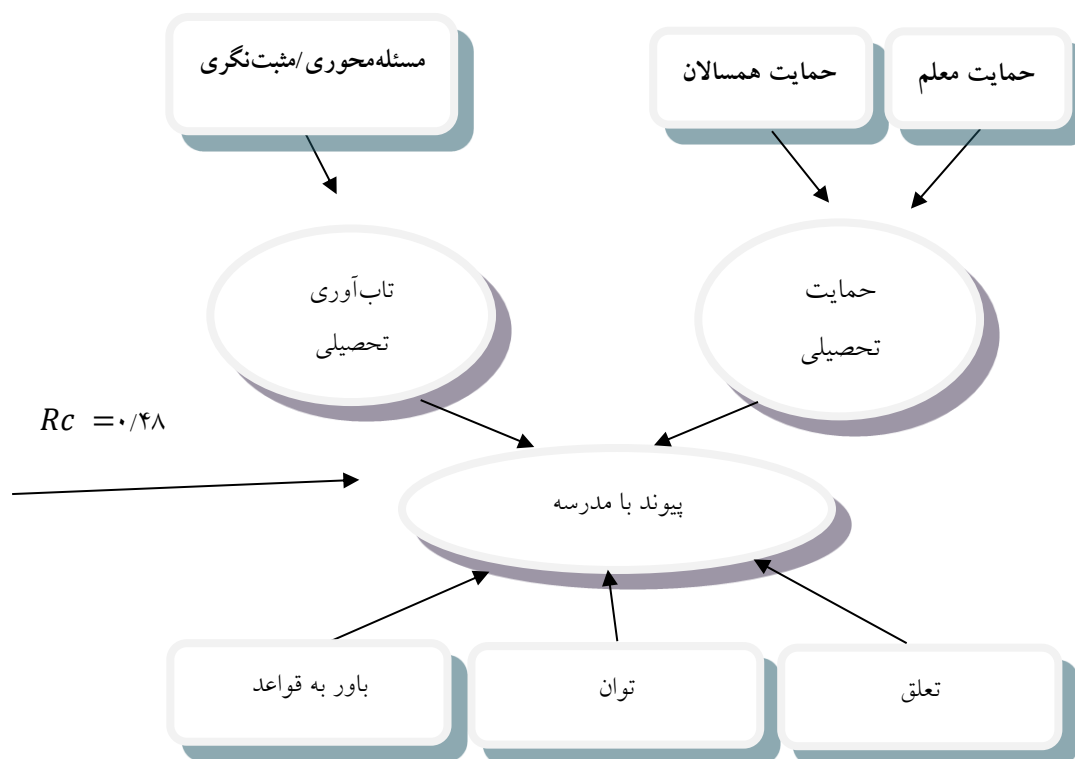 حمایت معلم
حمایت همسالان
مسئله‌محوری/مثبت‌نگری
حمایت
تحصیلی
تاب‌آوری
تحصیلی
Rc =۰/۴۸
پیوند با مدرسه
تعلق
توان
باور به قواعد